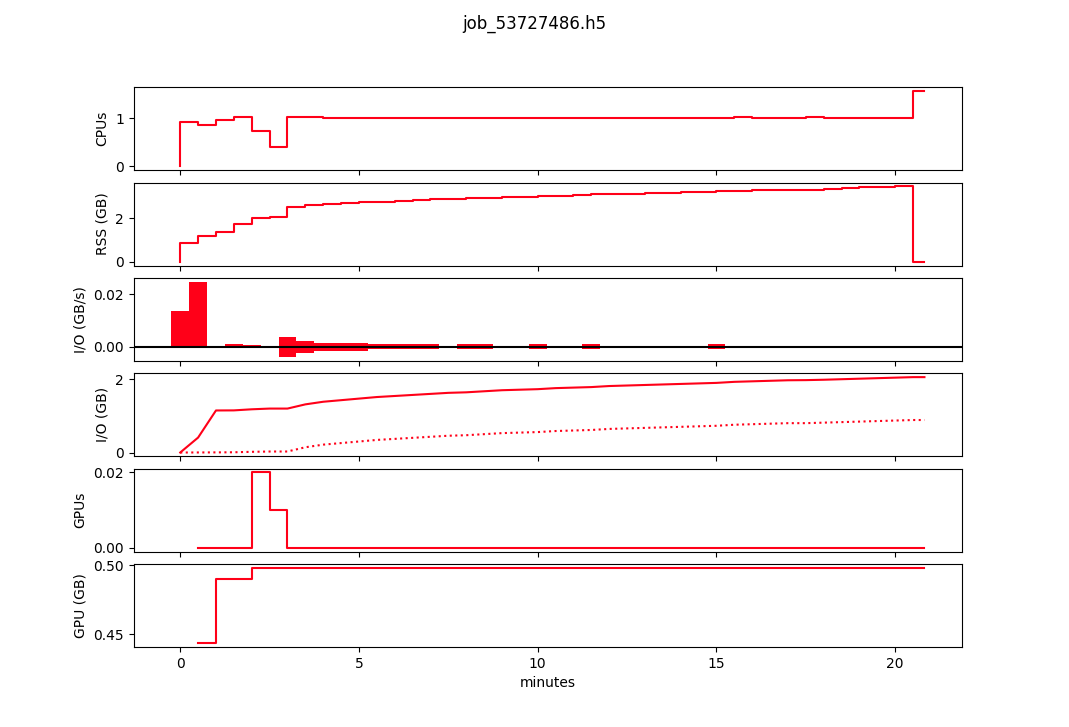 job_53727486.h5
CPUs
1
0
RSS (GB)
2
0
I/O (GB/s)
0.02
0.00
I/O (GB)
2
0
GPUs
0.02
0.00
GPU (GB)
0.50
0.45
0 5 10 15 20
minutes